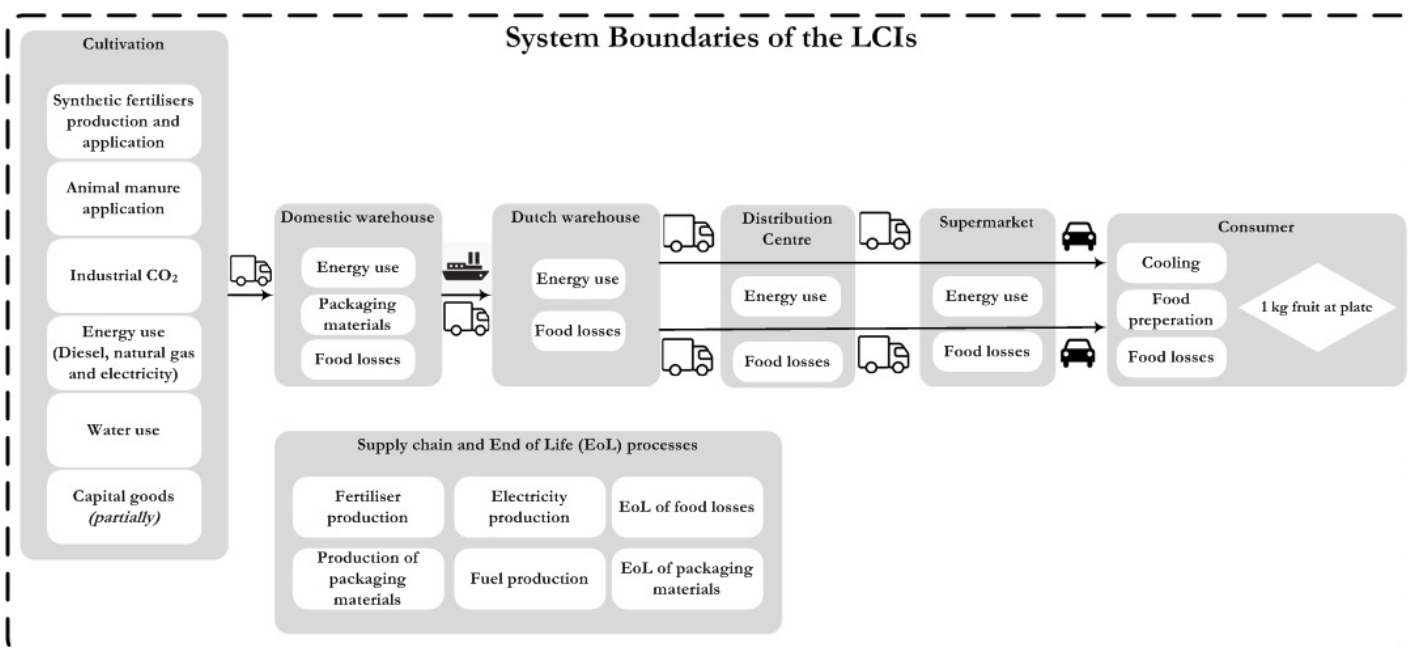 System Boundaries of the LCIs
Cultivation
Synthetic fertilisers
production and
application
Animal manure
application
Industrial CO₂
Energy use
(Diesel, natural gas
and electricity)
Water use
Capital goods
(partially)
Domestic warehouse
Energy use
Packaging
materials
Food losses
Dutch warehouse
Energy use
Food losses
Distribution
Centre
Energy use
Food losses
Supermarket
Energy use
Food losses
Consumer
Cooling
Food
preperation
Food losses
1 kg fruit at plate
Supply chain and End of Life (EoL) processes
Fertiliser
production
Electricity
production
EoL of food losses
Production of
packaging
materials
Fuel production
EoL of packaging
materials